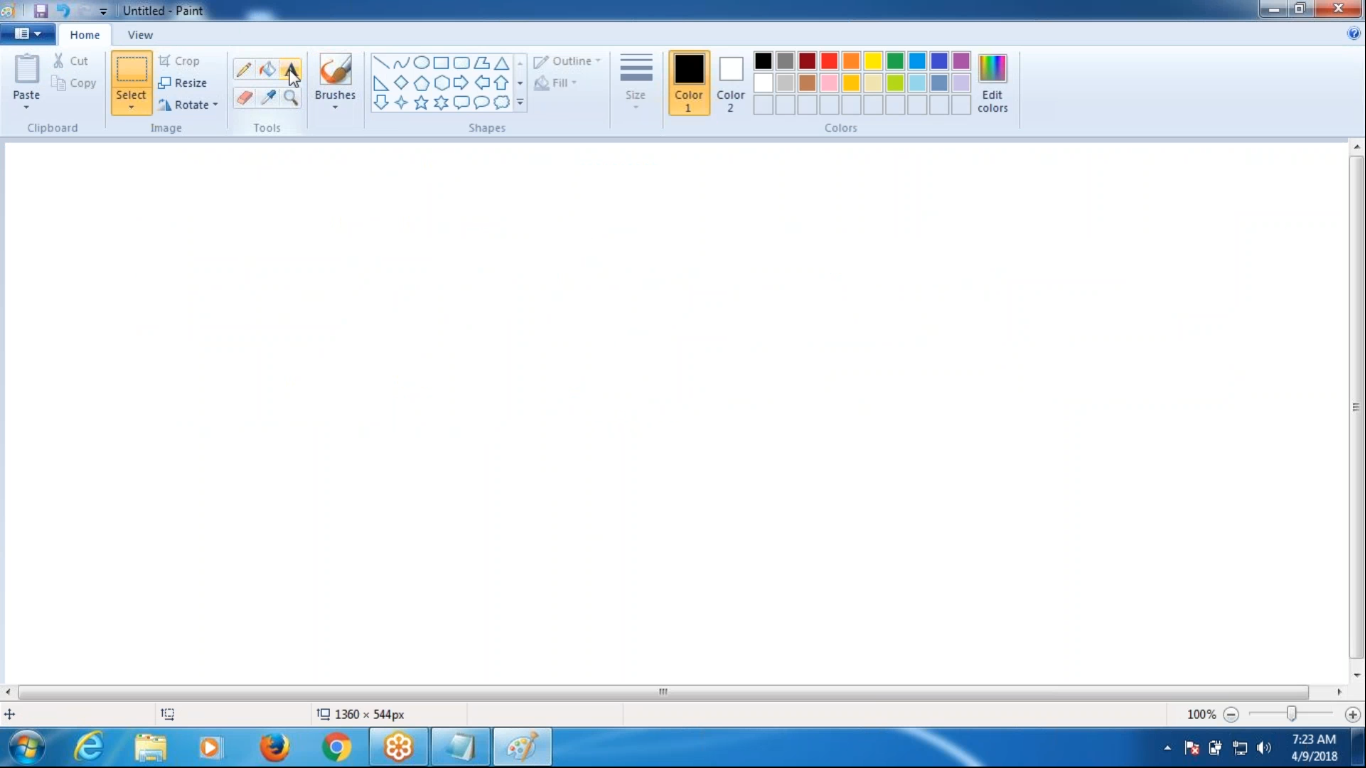 Untitled - Paint
Home View
Paste
Cut
Copy
Clipboard
Select
Crop
Resize
Rotate
Image
A
Tools
Brushes
Shapes
Outline
Fill
Size
Color 1
Color 2
Edit colors
Colors
1360 × 544px
100%
7:23 AM
4/9/2018